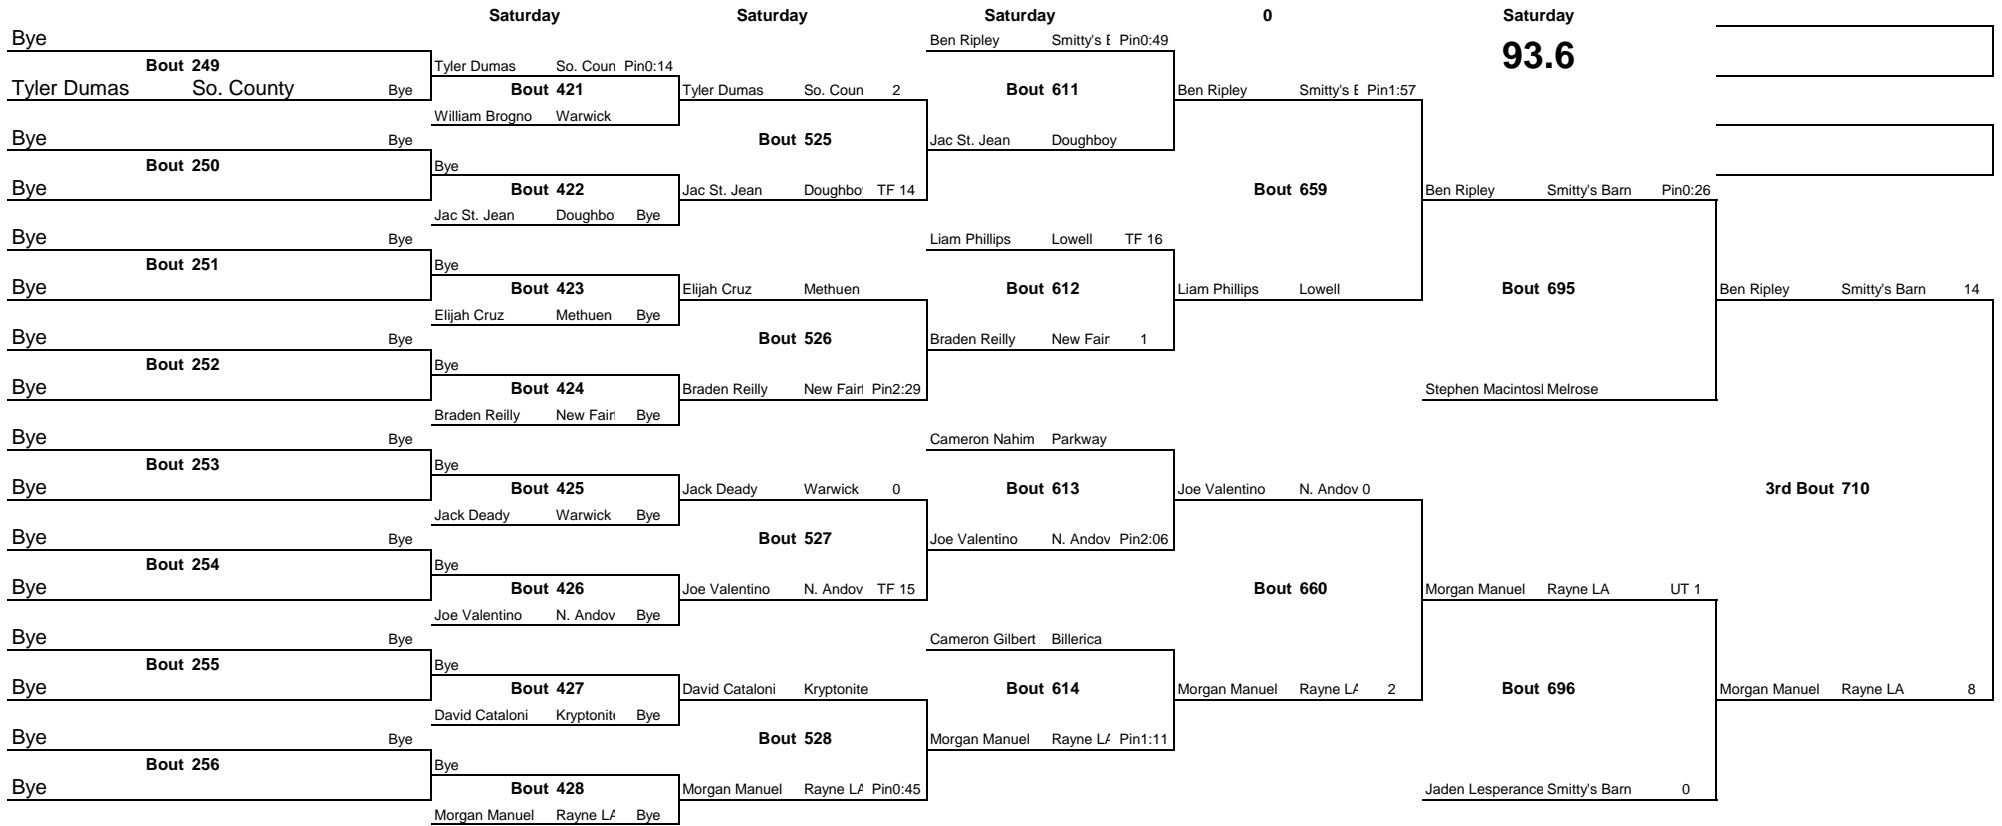 Saturday Saturday Saturday 0 Saturday
Bye Ben Ripley Smitty's B Pin0:49 93.6
Bout 249 Tyler Dumas So. Coun Pin0:14
Tyler Dumas So. County Bye Bout 421 Tyler Dumas So. Coun 2 Bout 611 Ben Ripley Smitty's B Pin1:57
William Brogno Warwick
Bye Bye Bout 525 Jac St. Jean Doughboy
Bout 250 Bye
Bye Bout 422 Jac St. Jean Doughboy TF 14 Bout 659 Ben Ripley Smitty's Barn Pin0:26
Jac St. Jean Doughbo Bye
Bye Bye Liam Phillips Lowell TF 16
Bout 251 Bye
Bye Bout 423 Elijah Cruz Methuen Bout 612 Liam Phillips Lowell Bout 695 Ben Ripley Smitty's Barn 14
Elijah Cruz Methuen Bye
Bye Bye Bout 526 Braden Reilly New Fair 1
Bout 252 Bye
Bye Bout 424 Braden Reilly New Fairf Pin2:29 Stephen Macintosh Melrose
Braden Reilly New Fairf Bye
Bye Bye Cameron Nahim Parkway
Bout 253 Bye
Bye Bout 425 Jack Deady Warwick 0 Bout 613 Joe Valentino N. Andov 0 3rd Bout 710
Jack Deady Warwick Bye
Bye Bye Bout 527 Joe Valentino N. Andov Pin2:06
Bout 254 Bye
Bye Bout 426 Joe Valentino N. Andov TF 15 Bout 660 Morgan Manuel Rayne LA UT 1
Joe Valentino N. Andov Bye
Bye Bye Cameron Gilbert Billerica
Bout 255 Bye
Bye Bout 427 David Cataloni Kryptonite Bout 614 Morgan Manuel Rayne LA 2 Bout 696 Morgan Manuel Rayne LA 8
David Cataloni Kryptonite Bye
Bye Bye Bout 528 Morgan Manuel Rayne LA Pin1:11
Bout 256 Bye
Bye Bout 428 Morgan Manuel Rayne LA Pin0:45 Jaden Lesperance Smitty's Barn 0
Morgan Manuel Rayne LA Bye